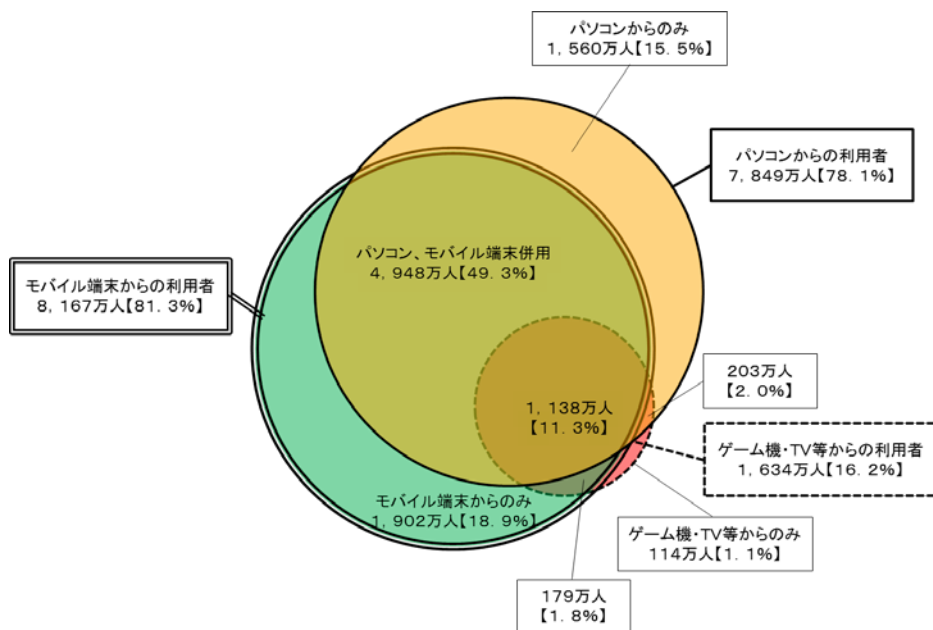 パソコンからのみ
1, 560万人【15. 5%】
パソコンからの利用者
7, 849万人【78. 1%】
パソコン、モバイル端末併用
4, 948万人【49. 3%】
モバイル端末からの利用者
8, 167万人【81. 3%】
203万人
【2. 0%】
1, 138万人
【11. 3%】
ゲーム機・TV等からの利用者
1, 634万人【16. 2%】
モバイル端末からのみ
1, 902万人【18. 9%】
ゲーム機・TV等からのみ
114万人【1. 1%】
179万人
【1. 8%】